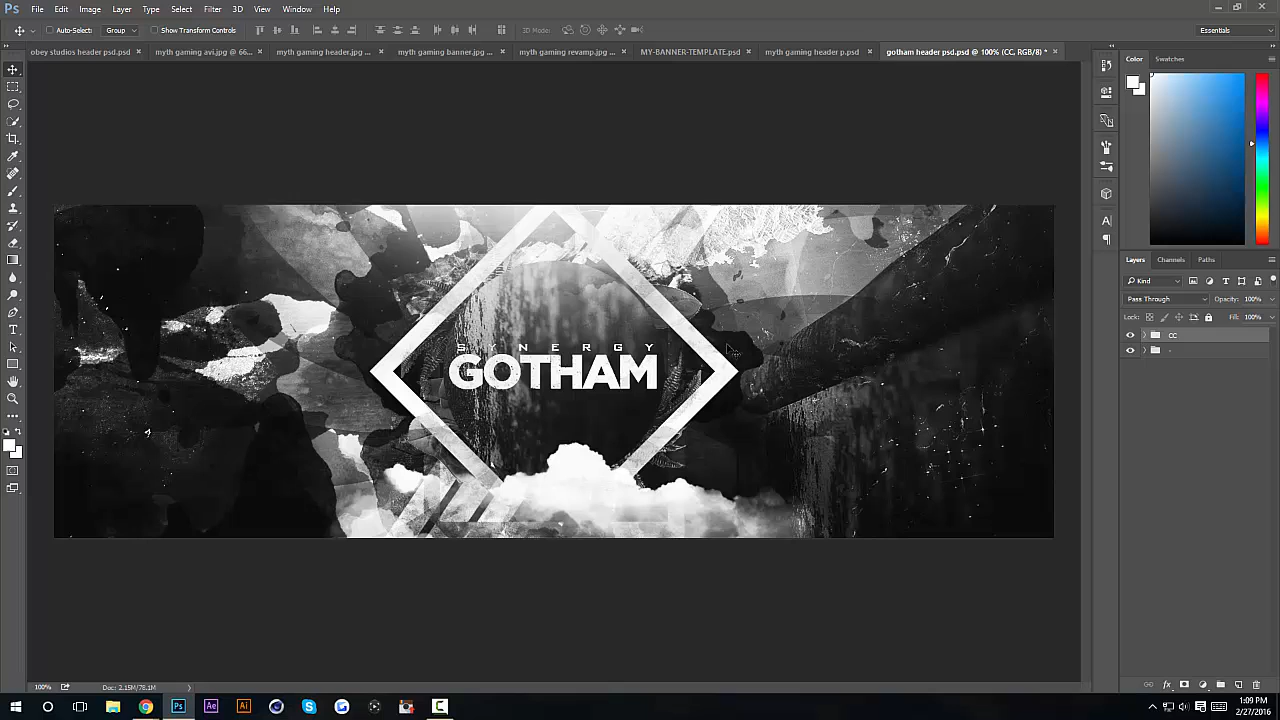 Ps File Edit Image Layer Type Select Filter 3D View Window Help
Auto-Select: Group Show Transform Controls 3D Mode: Essentials
obey studios header psd.psd myth gaming avi.jpg @ 66... myth gaming header.jpg ... myth gaming banner.jpg ... myth gaming revamp.jpg ... MY-BANNER-TEMPLATE.psd myth gaming header p.psd gotham header psd.psd @ 100% (CC, RGB/8) *
Color Swatches
Layers Channels Paths
Kind
Pass Through Opacity: 100%
Lock: Fill: 100%
CC
-
SYNERGY
GOTHAM
100% Doc: 2.15M/78.1M
Ae Ai
1:09 PM
2/27/2016